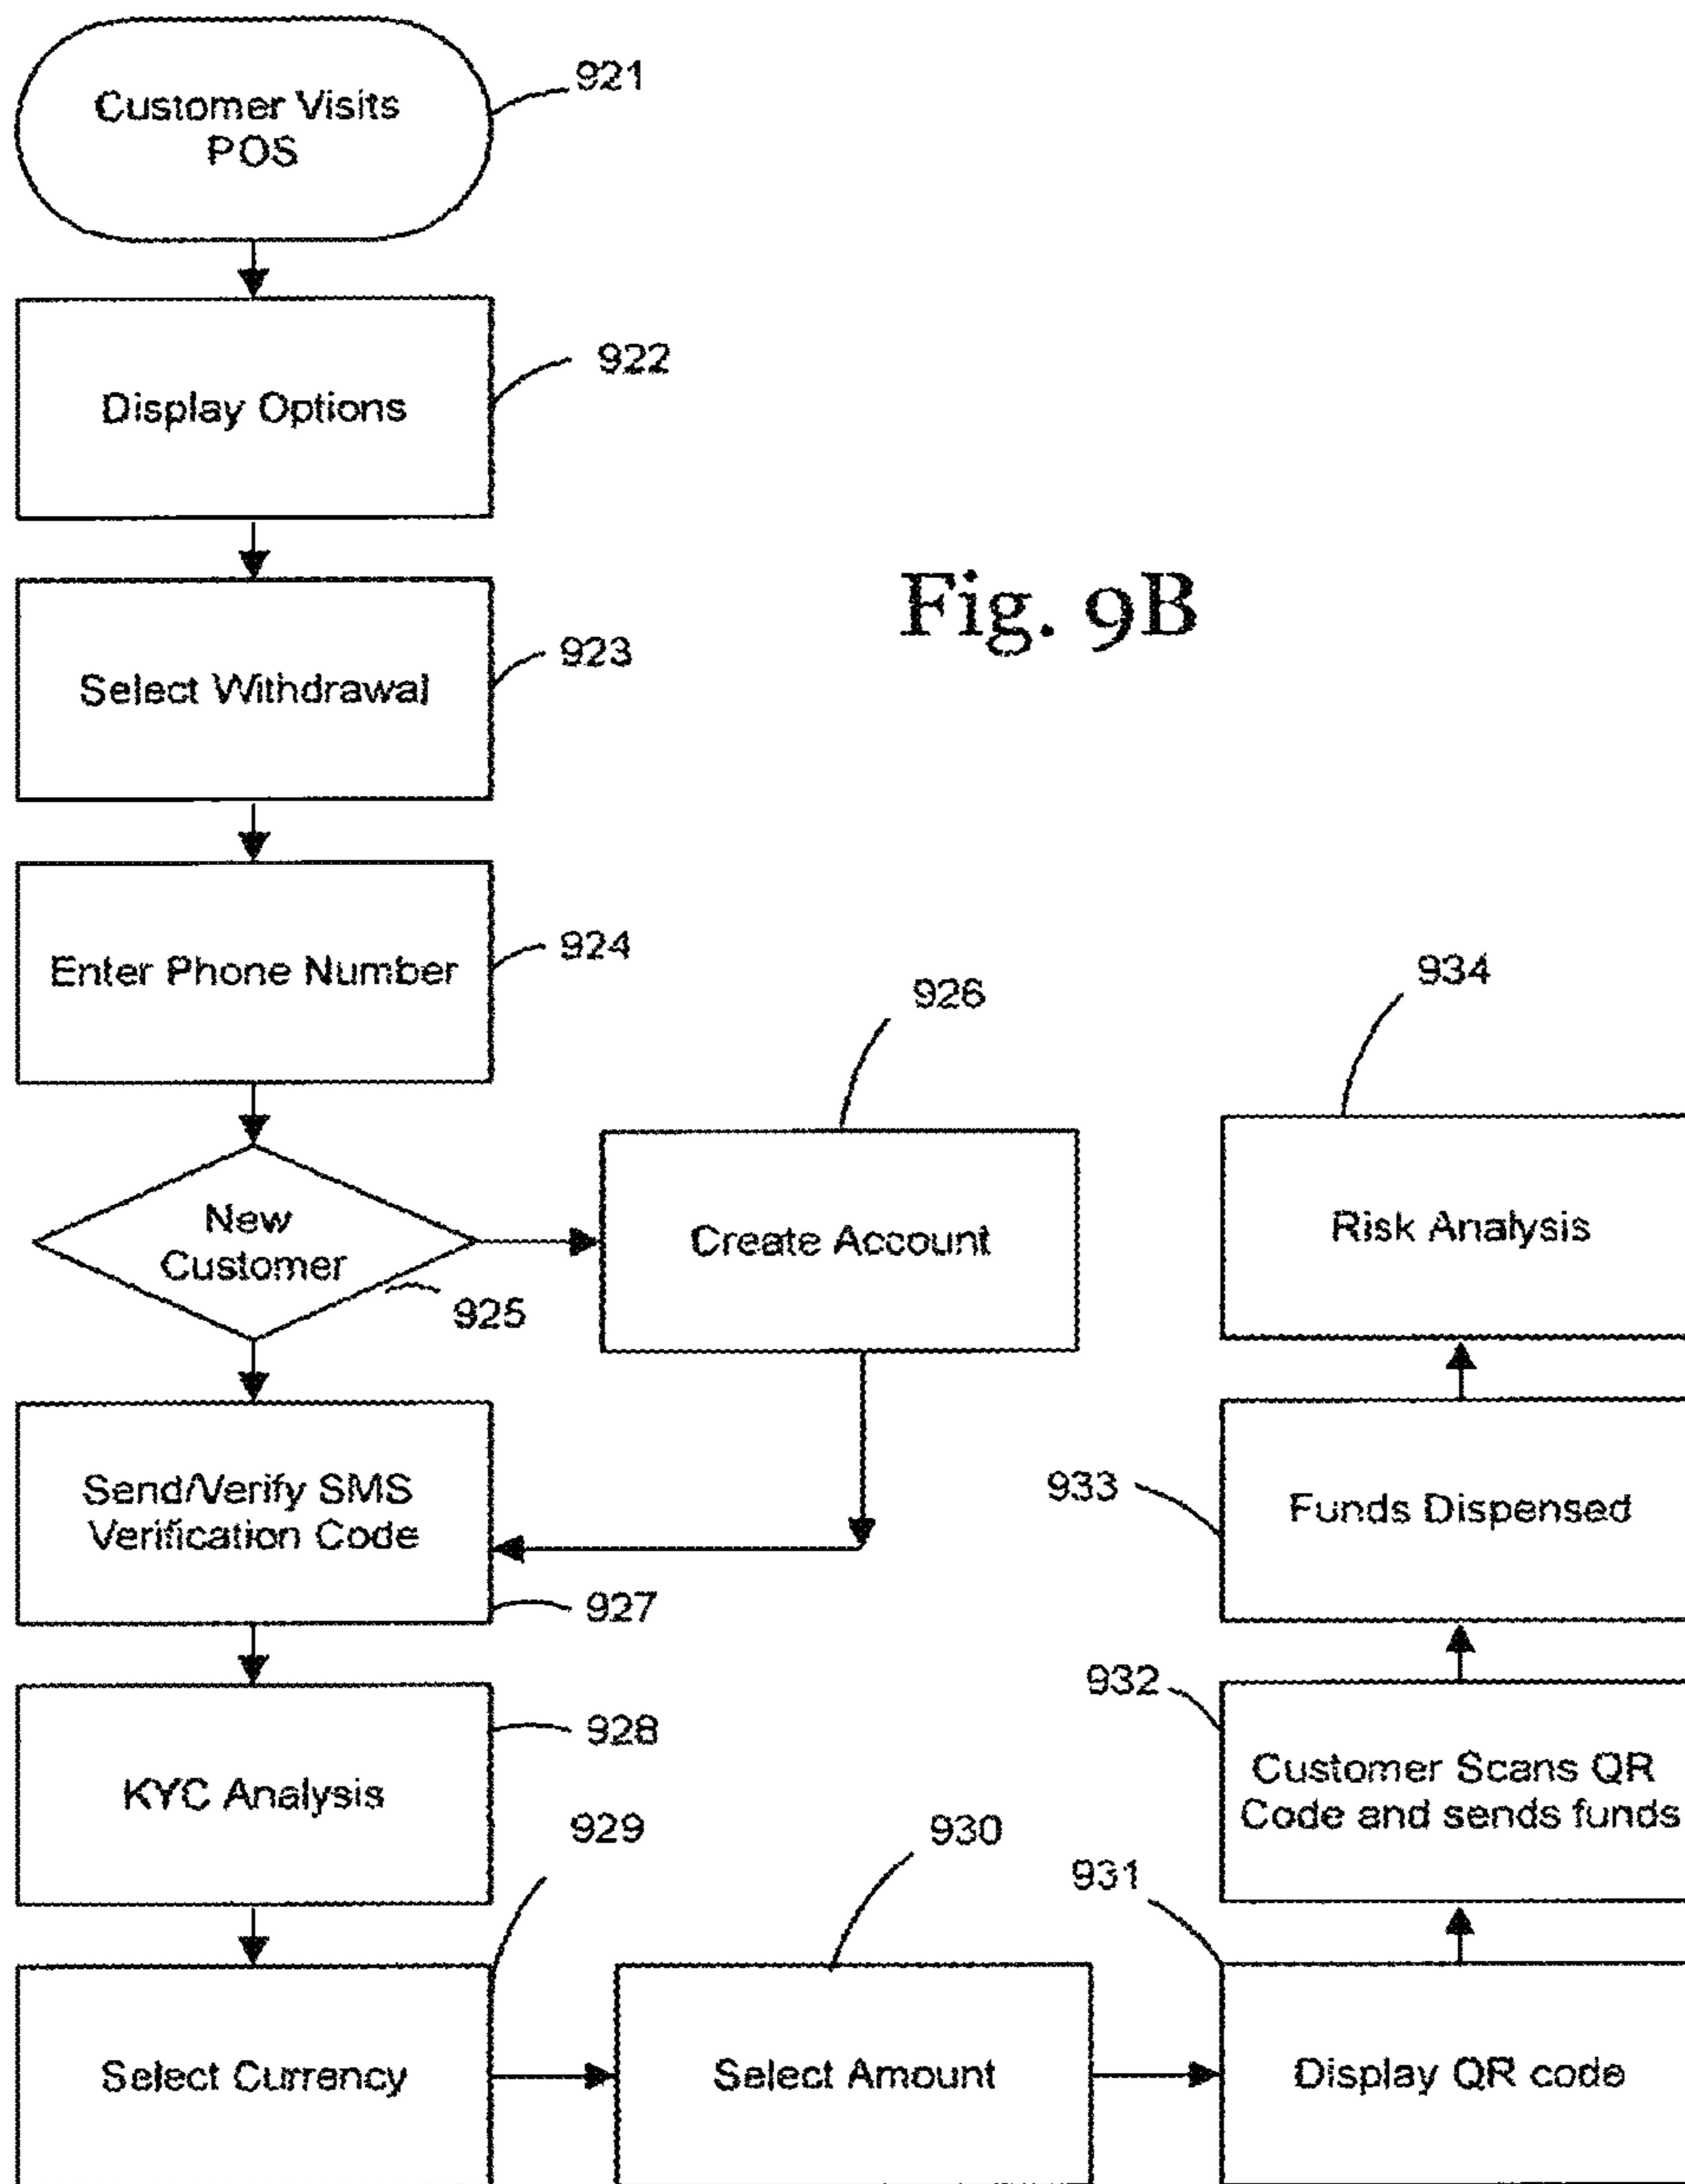 Customer Visits
POS
921
Display Options
922
Select Withdrawal
923
Fig. 9B
Enter Phone Number
924
New
Customer
925
Create Account
926
Send/Verify SMS
Verification Code
927
KYC Analysis
928
Select Currency
929
Select Amount
930
Display QR code
931
Customer Scans QR
Code and sends funds
932
Funds Dispensed
933
Risk Analysis
934